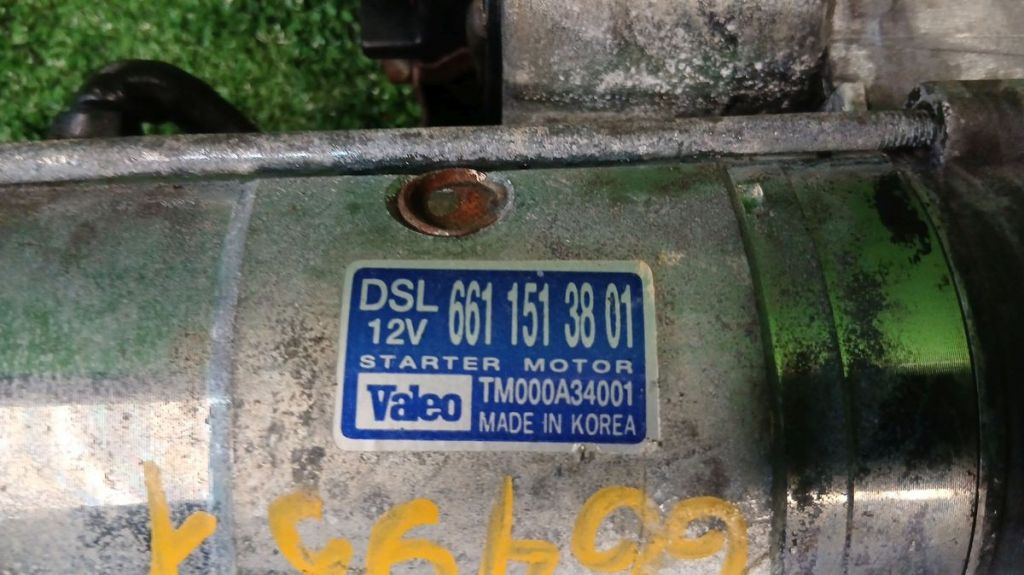 DSL 661 151 38 01
12V
STARTER MOTOR
Valeo TM000A34001
MADE IN KOREA